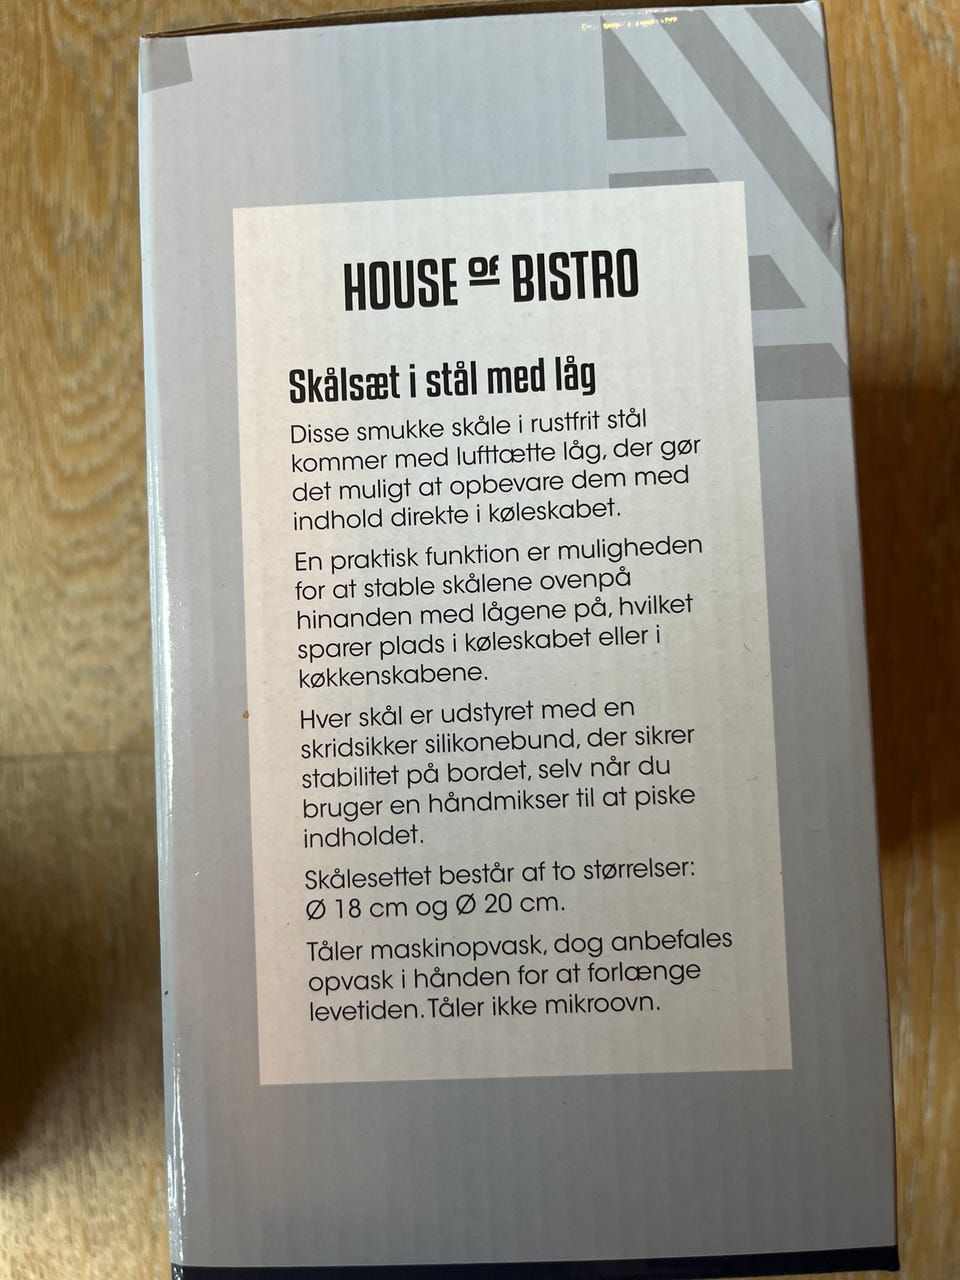 HOUSE OF BISTRO
Skålsæt i stål med låg
Disse smukke skåle i rustfrit stål
kommer med lufttætte låg, der gør
det muligt at opbevare dem med
indhold direkte i køleskabet.
En praktisk funktion er muligheden
for at stable skålene ovenpå
hinanden med lågene på, hvilket
sparer plads i køleskabet eller i
køkkenskabene.
Hver skål er udstyret med en
skridsikker silikonebund, der sikrer
stabilitet på bordet, selv når du
bruger en håndmikser til at piske
indholdet.
Skålesettet består af to størrelser:
Ø 18 cm og Ø 20 cm.
Tåler maskinopvask, dog anbefales
opvask i hånden for at forlænge
levetiden. Tåler ikke mikroovn.